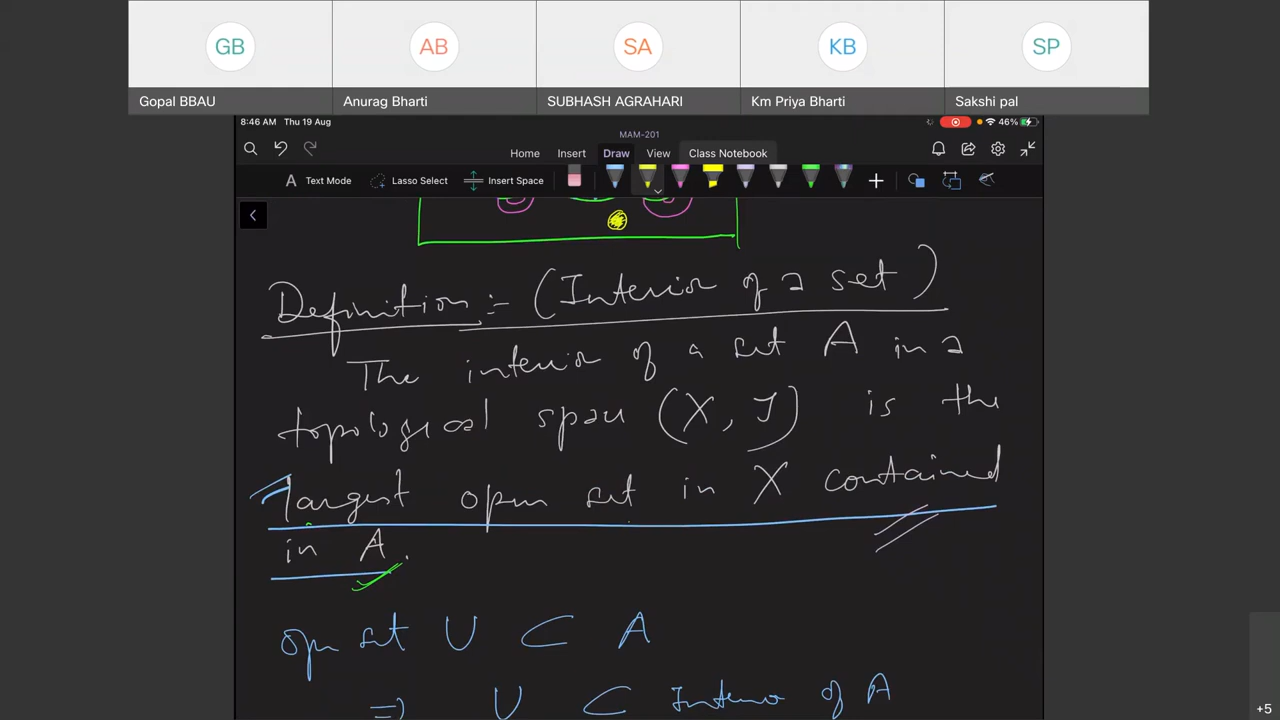 GB AB SA KB SP
Gopal BBAU Anurag Bharti SUBHASH AGRAHARI Km Priya Bharti Sakshi pal
8:46 AM Thu 19 Aug 46%
MAM-201
Home Insert Draw View Class Notebook
A Text Mode Lasso Select Insert Space
Definition :- (Interior of a set)
The interior of a set A in a
topological space (X, J) is the
largest open set in X contained
in A.
open set U ⊂ A
⇒ U ⊂ Interior of A
+5